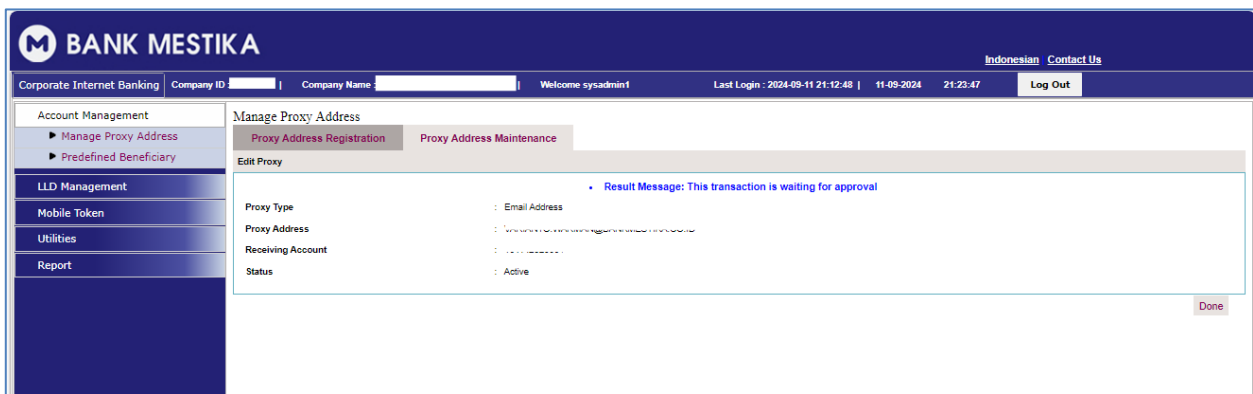 BANK MESTIKA
Indonesian Contact Us
Corporate Internet Banking Company ID : | Company Name : | Welcome sysadmin1 Last Login : 2024-09-11 21:12:48 | 11-09-2024 21:23:47 Log Out
Account Management
Manage Proxy Address
Predefined Beneficiary
LLD Management
Mobile Token
Utilities
Report
Manage Proxy Address
Proxy Address Registration Proxy Address Maintenance
Edit Proxy
• Result Message: This transaction is waiting for approval
Proxy Type : Email Address
Proxy Address :
Receiving Account :
Status : Active
Done